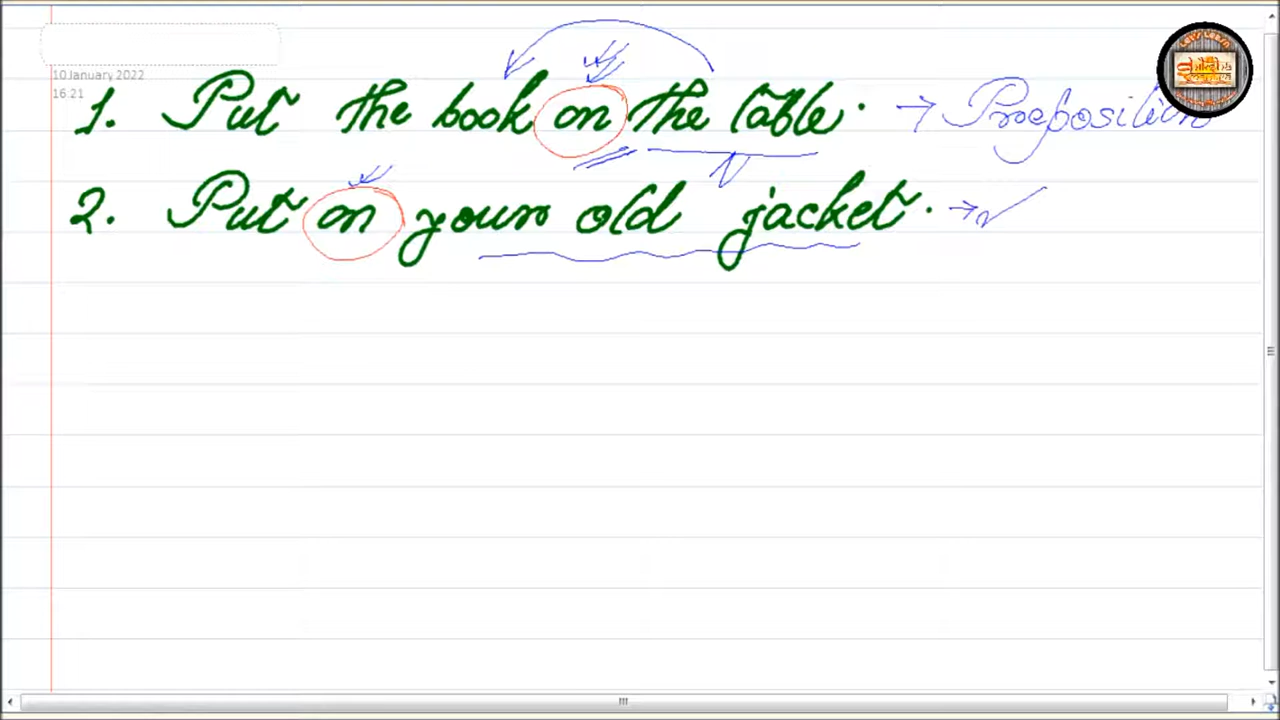 10 January 2022
16:21
1. Put the book on the table. → Preposition
N
2. Put on your old jacket. →